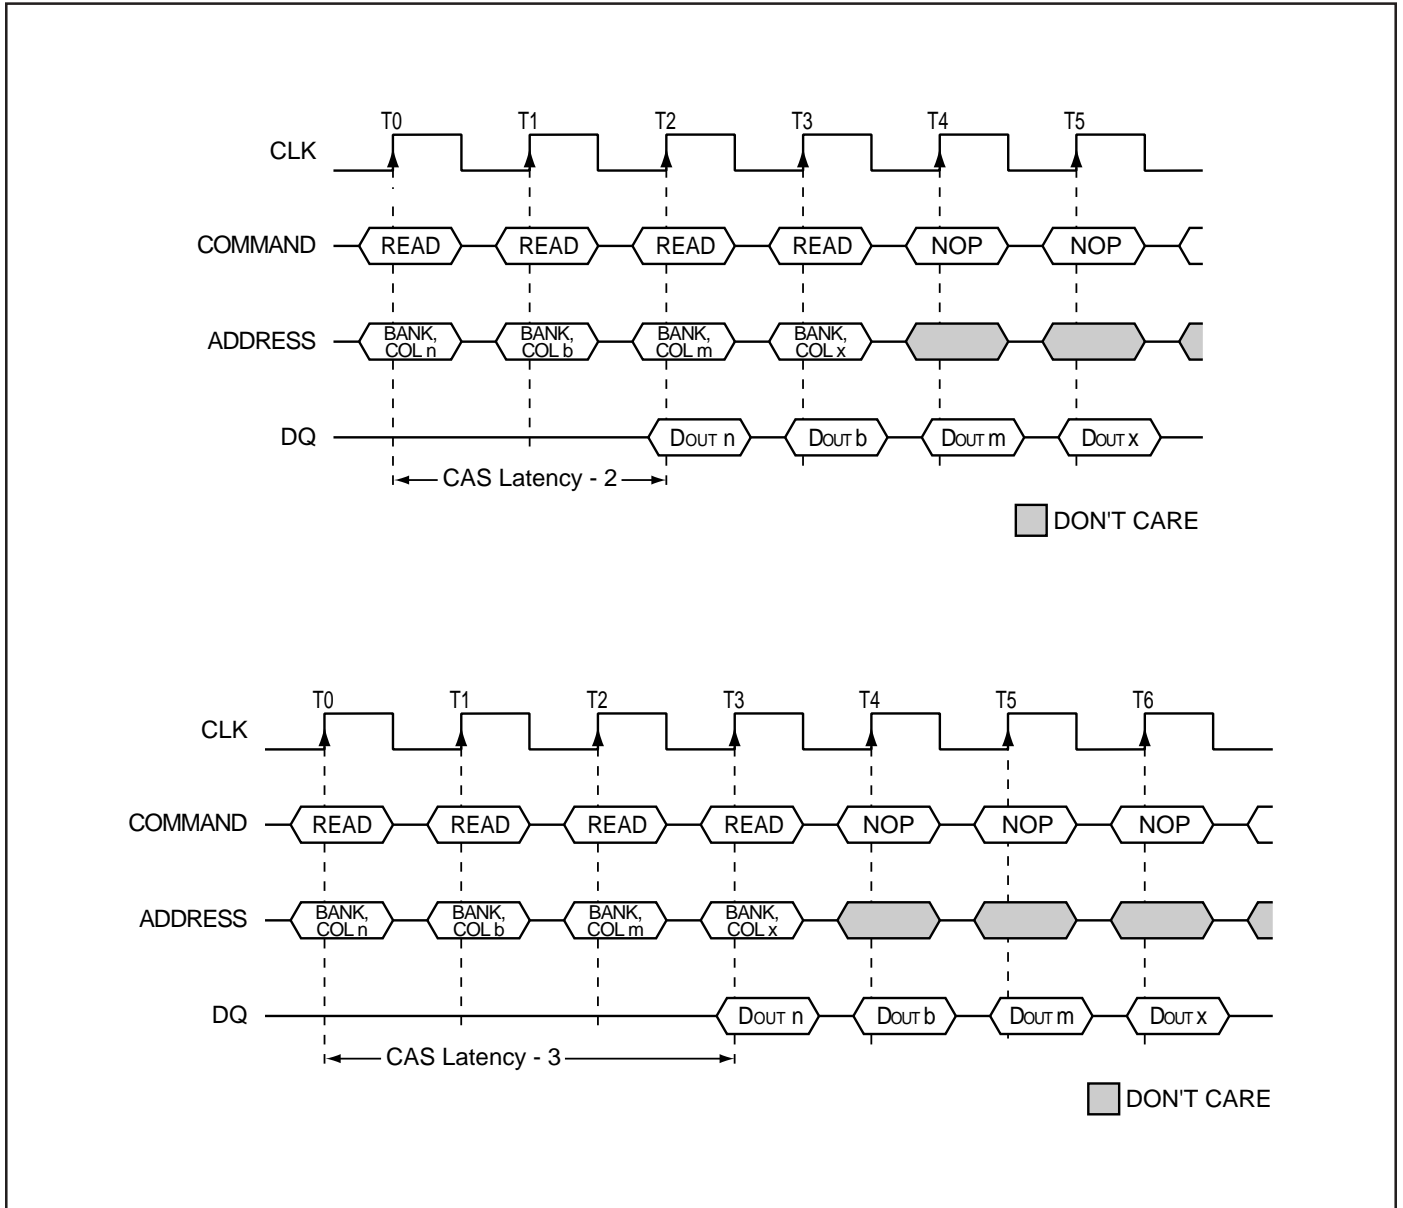 T0 T1 T2 T3 T4 T5
CLK
COMMAND READ READ READ READ NOP NOP
ADDRESS BANK, COL n BANK, COL b BANK, COL m BANK, COL x
DQ DOUT n DOUT b DOUT m DOUT x
CAS Latency - 2
DON'T CARE
T0 T1 T2 T3 T4 T5 T6
CLK
COMMAND READ READ READ READ NOP NOP NOP
ADDRESS BANK, COL n BANK, COL b BANK, COL m BANK, COL x
DQ DOUT n DOUT b DOUT m DOUT x
CAS Latency - 3
DON'T CARE